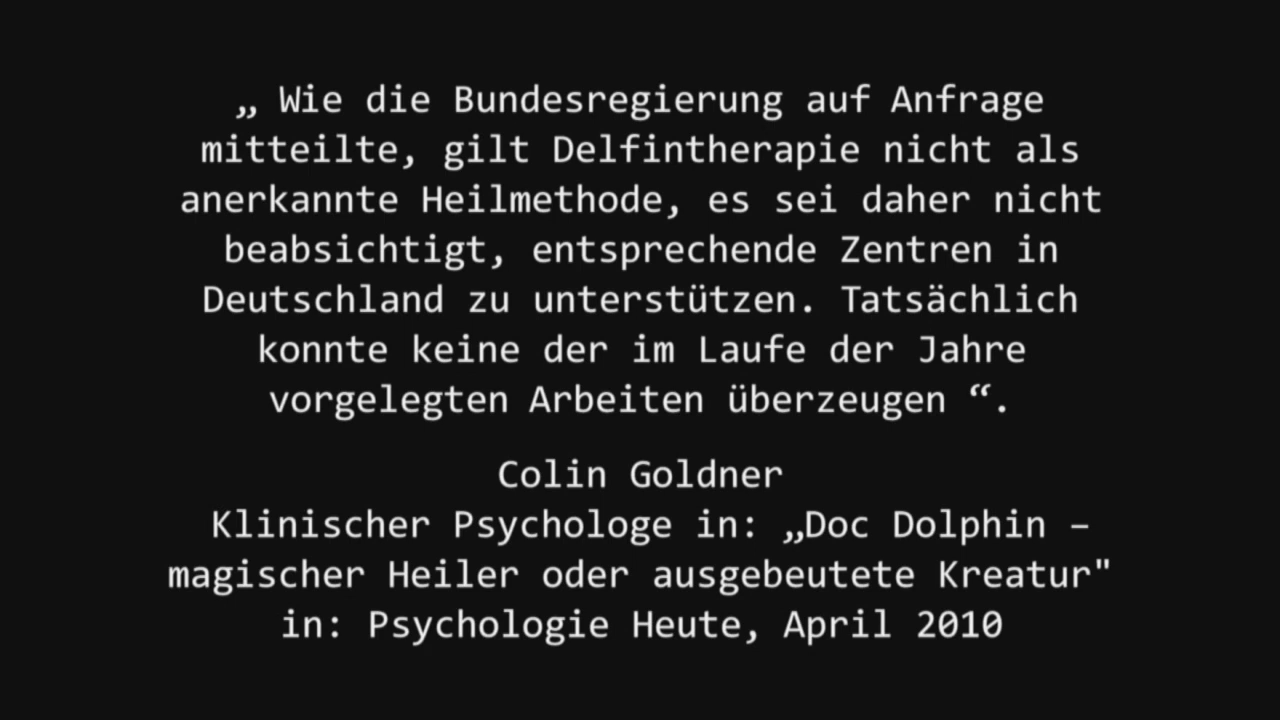 „ Wie die Bundesregierung auf Anfrage
mitteilte, gilt Delfintherapie nicht als
anerkannte Heilmethode, es sei daher nicht
beabsichtigt, entsprechende Zentren in
Deutschland zu unterstützen. Tatsächlich
konnte keine der im Laufe der Jahre
vorgelegten Arbeiten überzeugen “.
Colin Goldner
Klinischer Psychologe in: „Doc Dolphin –
magischer Heiler oder ausgebeutete Kreatur"
in: Psychologie Heute, April 2010